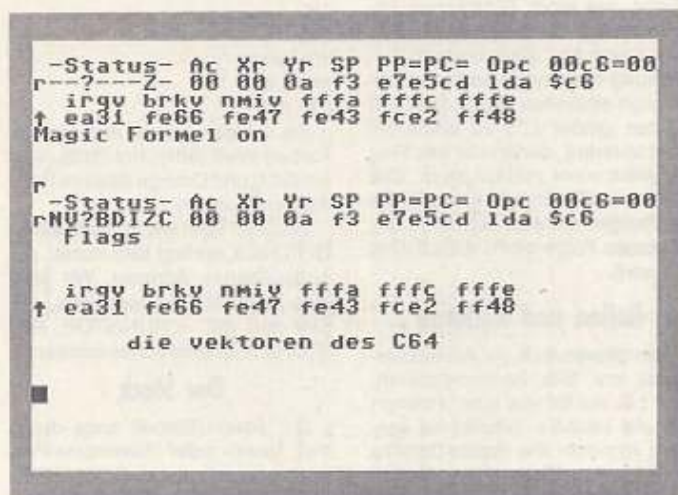 -Status- Ac Xr Yr SP PP=PC= Opc 00c6=00
r--?---Z- 00 00 0a f3 e7e5cd lda $c6
irqv brkv nmiv fffa fffc fffe
↑ ea31 fe66 fe47 fe43 fce2 ff48
Magic Formel on
r
-Status- Ac Xr Yr SP PP=PC= Opc 00c6=00
rNV?BDIZC 00 00 0a f3 e7e5cd lda $c6
Flags
irqv brkv nmiv fffa fffc fffe
↑ ea31 fe66 fe47 fe43 fce2 ff48
die vektoren des C64